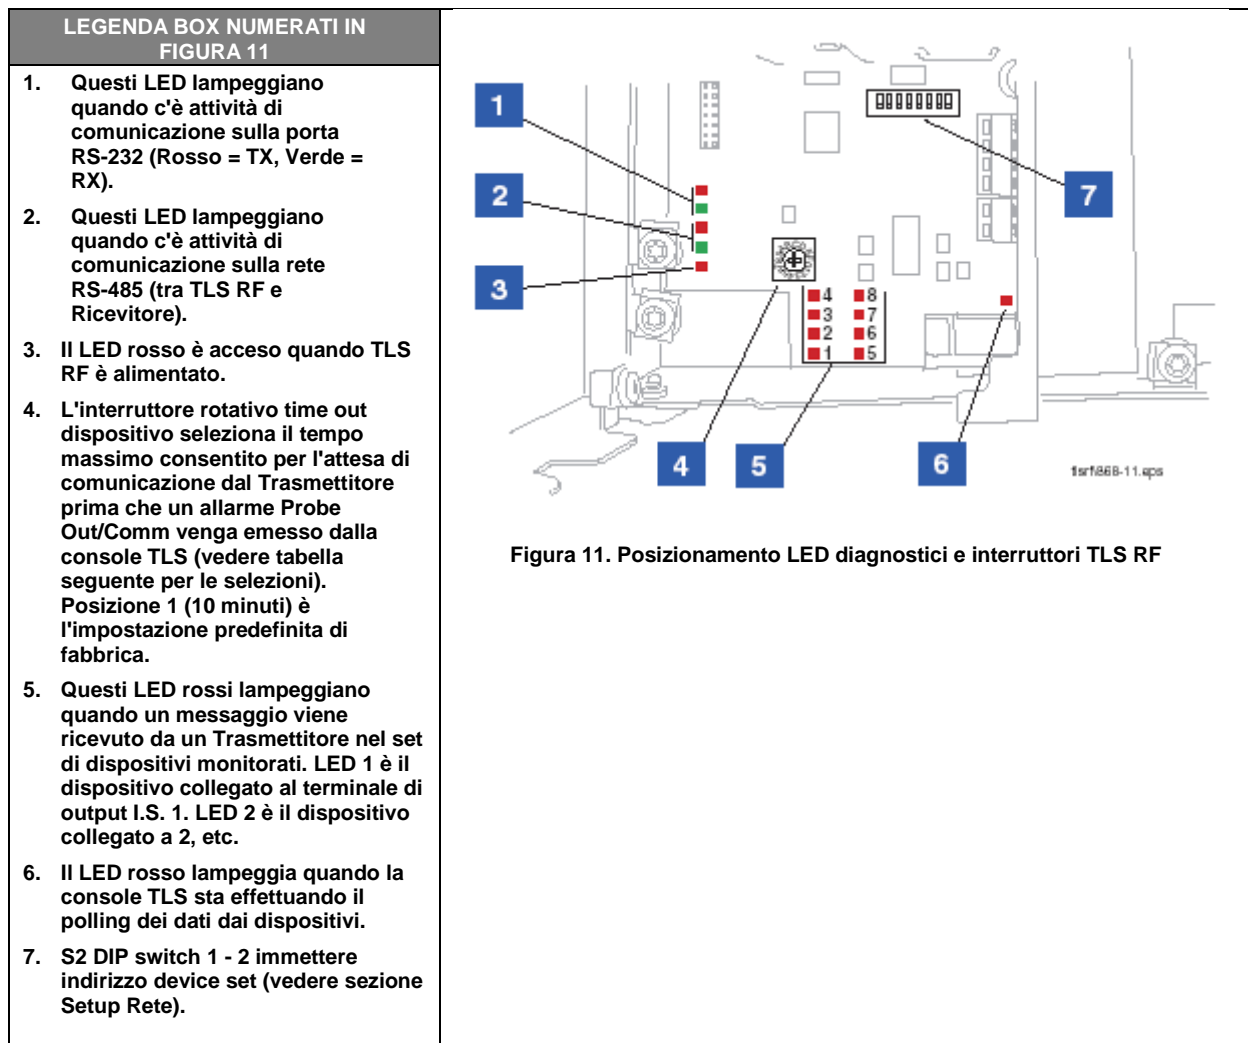 LEGENDA BOX NUMERATI IN
FIGURA 11
1. Questi LED lampeggiano
quando c'è attività di
comunicazione sulla porta
RS-232 (Rosso = TX, Verde =
RX).
2. Questi LED lampeggiano
quando c'è attività di
comunicazione sulla rete
RS-485 (tra TLS RF e
Ricevitore).
3. Il LED rosso è acceso quando TLS
RF è alimentato.
4. L'interruttore rotativo time out
dispositivo seleziona il tempo
massimo consentito per l'attesa di
comunicazione dal Trasmettitore
prima che un allarme Probe
Out/Comm venga emesso dalla
console TLS (vedere tabella
seguente per le selezioni).
Posizione 1 (10 minuti) è
l'impostazione predefinita di
fabbrica.
5. Questi LED rossi lampeggiano
quando un messaggio viene
ricevuto da un Trasmettitore nel set
di dispositivi monitorati. LED 1 è il
dispositivo collegato al terminale di
output I.S. 1. LED 2 è il dispositivo
collegato a 2, etc.
6. Il LED rosso lampeggia quando la
console TLS sta effettuando il
polling dei dati dai dispositivi.
7. S2 DIP switch 1 - 2 immettere
indirizzo device set (vedere sezione
Setup Rete).
1
2
7
3
4 8
3 7
2 6
1 5
4
5
6
tlsrf\868-11.eps
Figura 11. Posizionamento LED diagnostici e interruttori TLS RF